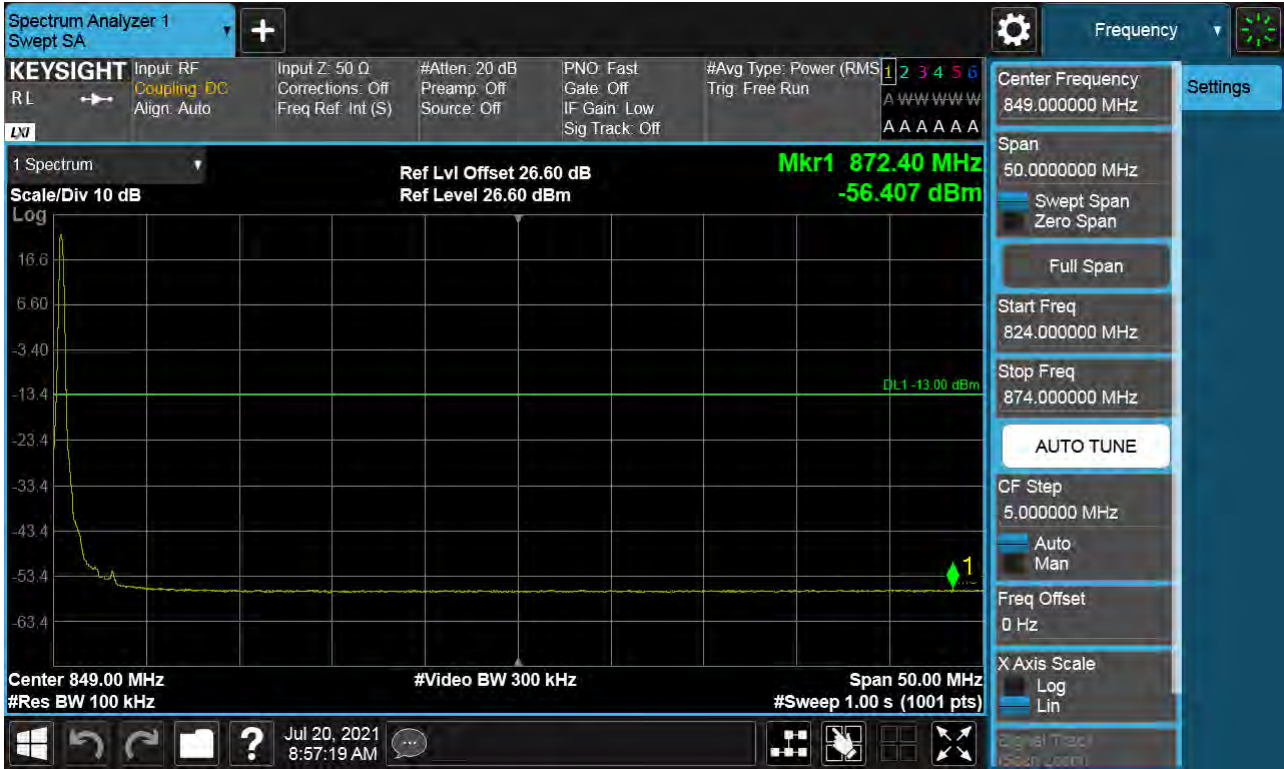 Spectrum Analyzer 1
Swept SA
+
Frequency
KEYSIGHT
R L
LXI
Input: RF
Coupling: DC
Align: Auto
Input Z: 50 Ω
Corrections: Off
Freq Ref: Int (S)
#Atten: 20 dB
Preamp: Off
Source: Off
PNO: Fast
Gate: Off
IF Gain: Low
Sig Track: Off
#Avg Type: Power (RMS
Trig: Free Run
1 2 3 4 5 6
A W W W W W
A A A A A A
Center Frequency
849.000000 MHz
Settings
Span
50.0000000 MHz
Swept Span
Zero Span
Full Span
Start Freq
824.000000 MHz
Stop Freq
874.000000 MHz
AUTO TUNE
CF Step
5.000000 MHz
Auto
Man
Freq Offset
0 Hz
X Axis Scale
Log
Lin
Signal Track
(Span Zoom)
1 Spectrum
Scale/Div 10 dB
Log
Ref Lvl Offset 26.60 dB
Ref Level 26.60 dBm
Mkr1 872.40 MHz
-56.407 dBm
16.6
6.60
-3.40
-13.4
DL1 -13.00 dBm
-23.4
-33.4
-43.4
-53.4
1
-63.4
Center 849.00 MHz
#Res BW 100 kHz
#Video BW 300 kHz
Span 50.00 MHz
#Sweep 1.00 s (1001 pts)
?
Jul 20, 2021
8:57:19 AM